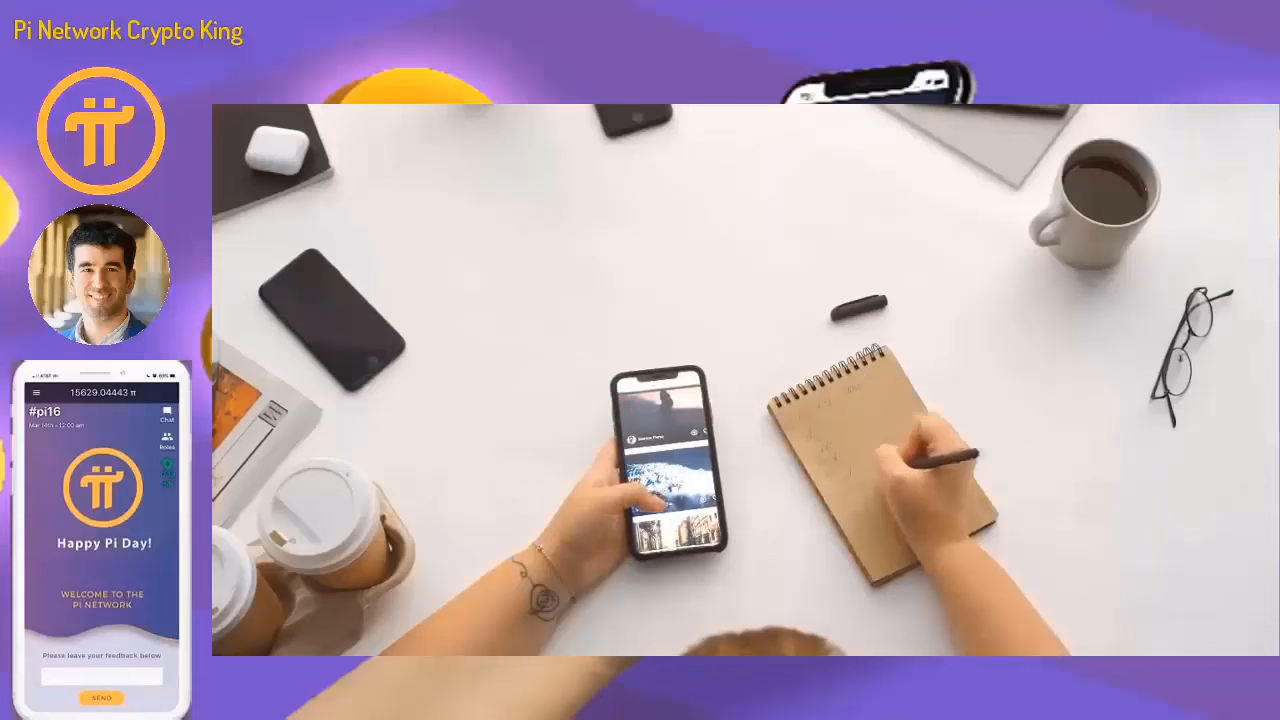 Pi Network Crypto King
15629.04443 π
#pi16
Mar 14th - 12:00 am
Chat
Roles
Happy Pi Day!
WELCOME TO THE
PI NETWORK
Please leave your feedback below
SEND